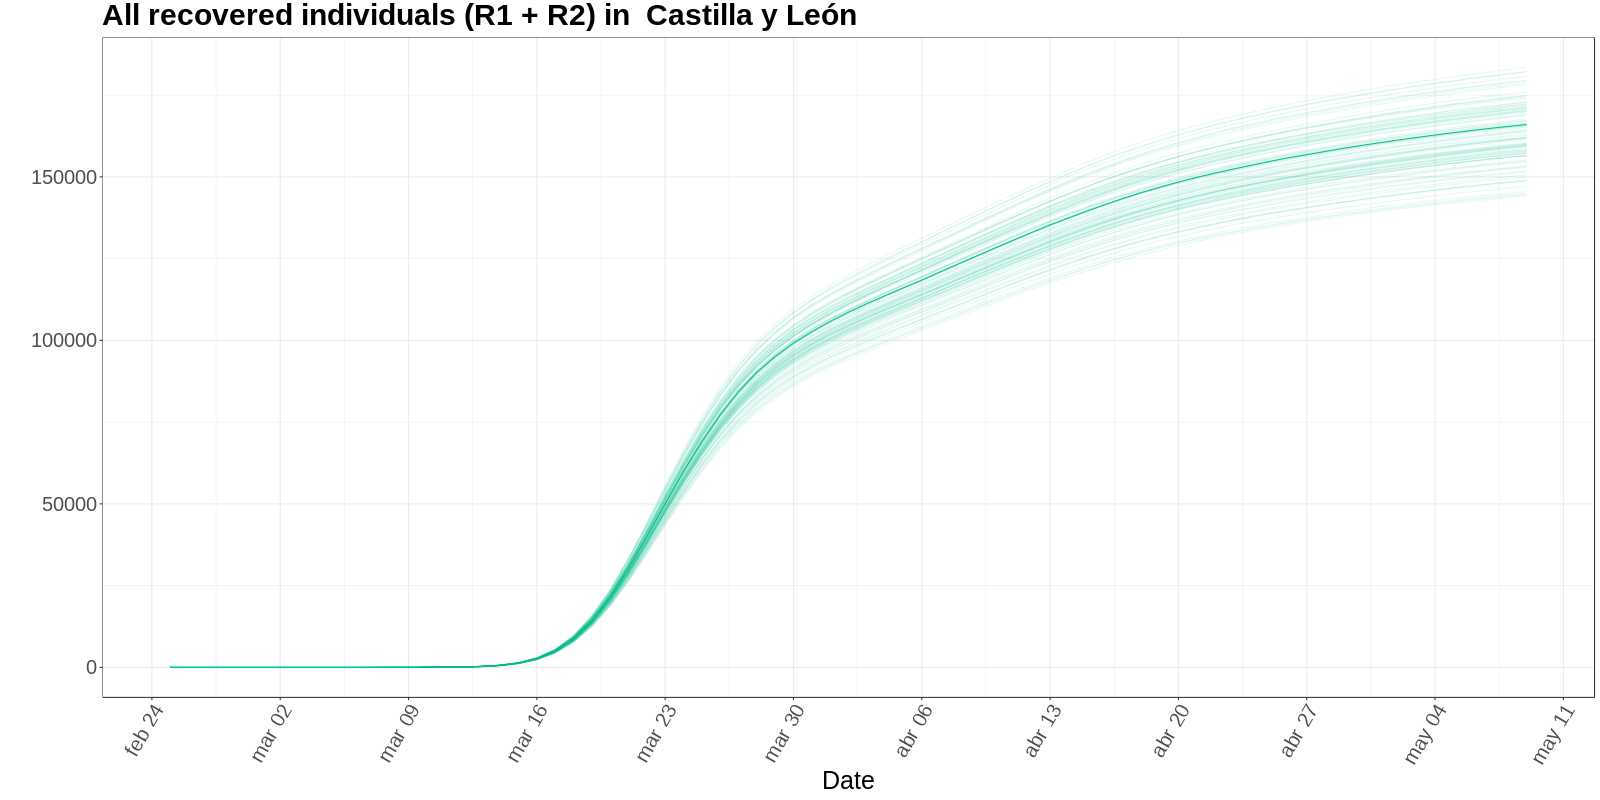 All recovered individuals (R1 + R2) in  Castilla y León
150000
100000
50000
0
feb 24
mar 02
mar 09
mar 16
mar 23
mar 30
abr 06
abr 13
abr 20
abr 27
may 04
may 11
Date